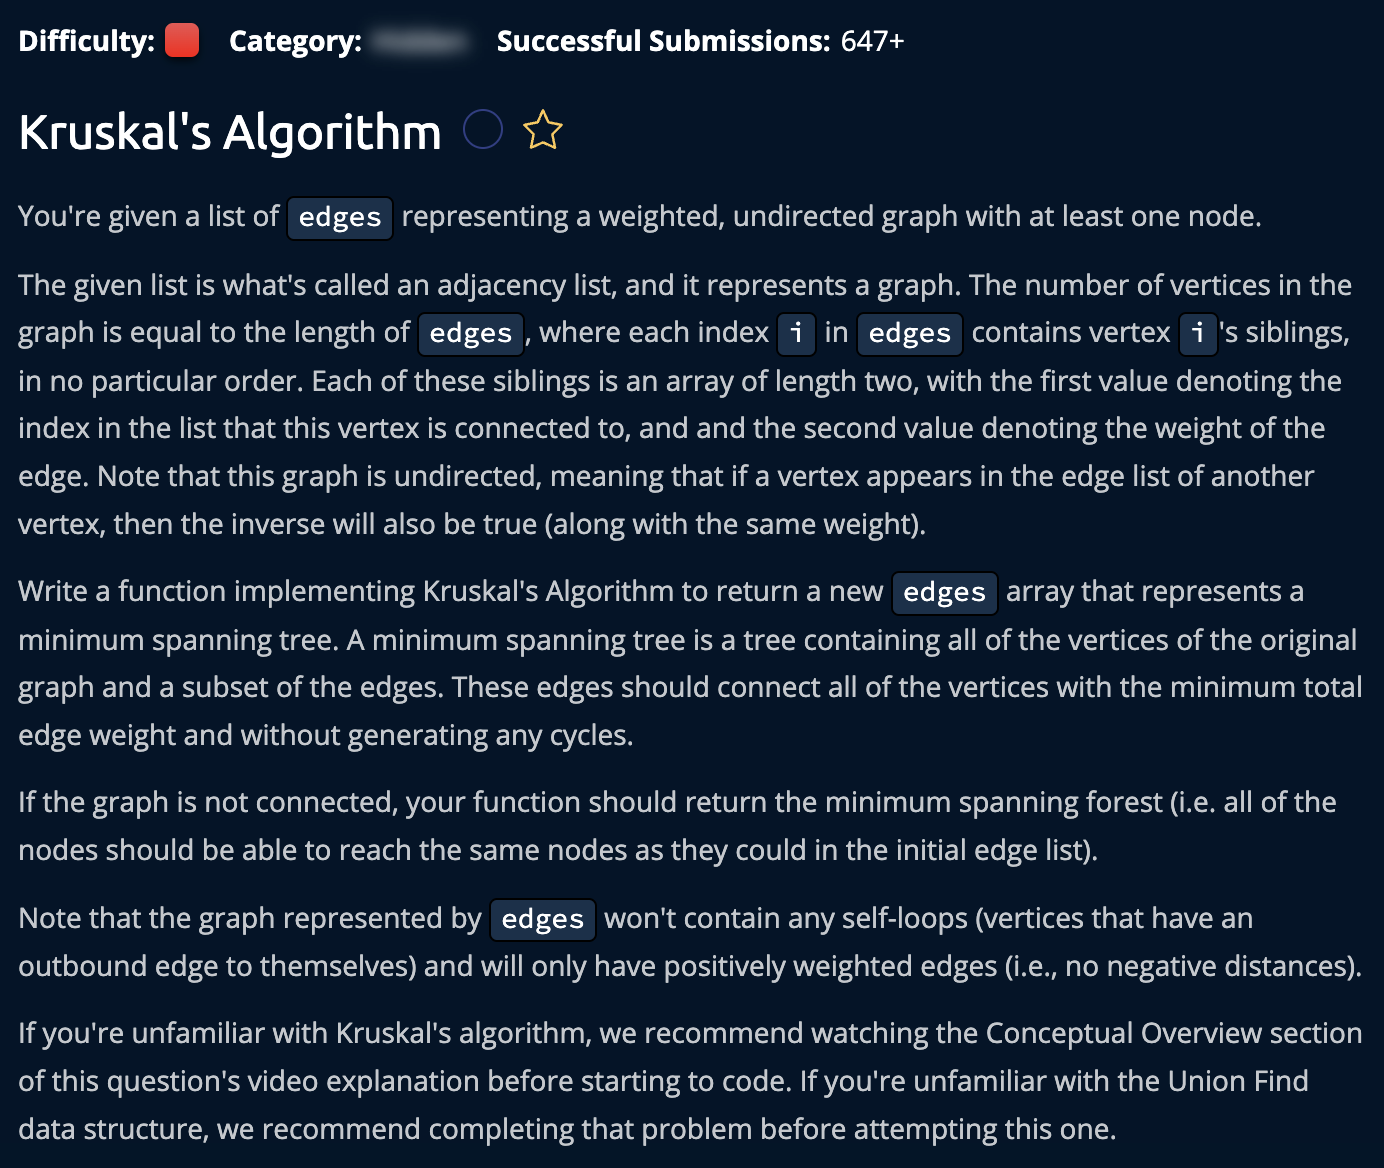 Difficulty: Category: Successful Submissions: 647+
Kruskal's Algorithm
You're given a list of edges representing a weighted, undirected graph with at least one node.
The given list is what's called an adjacency list, and it represents a graph. The number of vertices in the
graph is equal to the length of edges, where each index i in edges contains vertex i's siblings,
in no particular order. Each of these siblings is an array of length two, with the first value denoting the
index in the list that this vertex is connected to, and and the second value denoting the weight of the
edge. Note that this graph is undirected, meaning that if a vertex appears in the edge list of another
vertex, then the inverse will also be true (along with the same weight).
Write a function implementing Kruskal's Algorithm to return a new edges array that represents a
minimum spanning tree. A minimum spanning tree is a tree containing all of the vertices of the original
graph and a subset of the edges. These edges should connect all of the vertices with the minimum total
edge weight and without generating any cycles.
If the graph is not connected, your function should return the minimum spanning forest (i.e. all of the
nodes should be able to reach the same nodes as they could in the initial edge list).
Note that the graph represented by edges won't contain any self-loops (vertices that have an
outbound edge to themselves) and will only have positively weighted edges (i.e., no negative distances).
If you're unfamiliar with Kruskal's algorithm, we recommend watching the Conceptual Overview section
of this question's video explanation before starting to code. If you're unfamiliar with the Union Find
data structure, we recommend completing that problem before attempting this one.